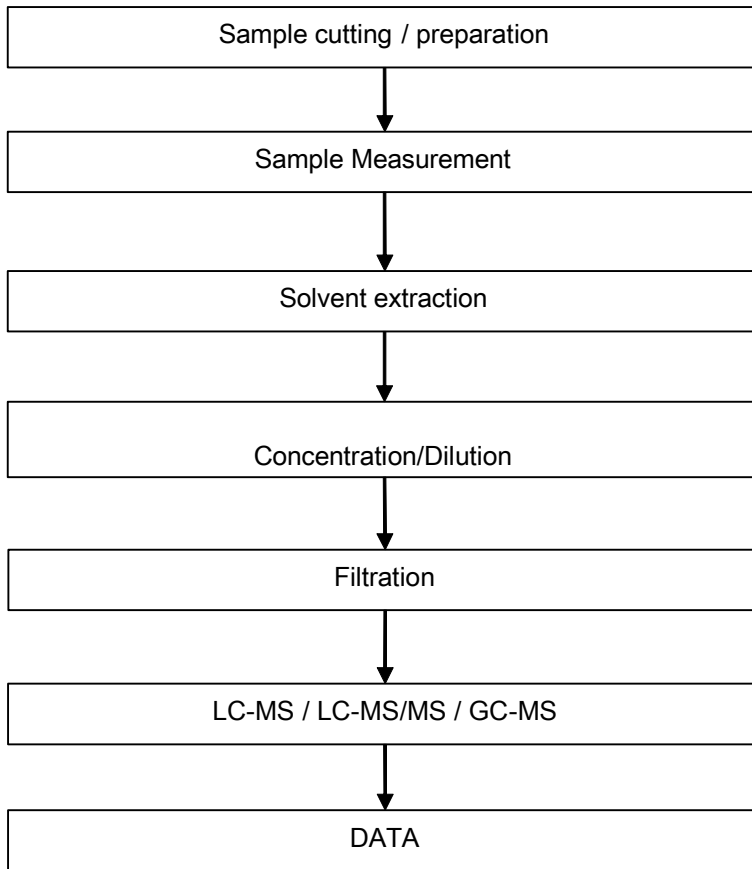 Sample cutting / preparation
Sample Measurement
Solvent extraction
Concentration/Dilution
Filtration
LC-MS / LC-MS/MS / GC-MS
DATA